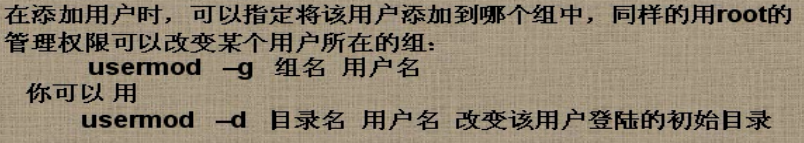 在添加用户时，可以指定将该用户添加到哪个组中，同样的用root的
管理权限可以改变某个用户所在的组：
usermod –g 组名 用户名
你可以 用
usermod –d 目录名 用户名 改变该用户登陆的初始目录